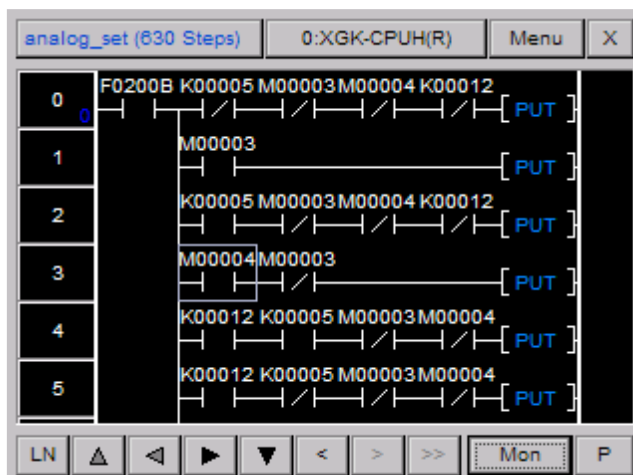 analog_set (630 Steps) 0:XGK-CPUH(R) Menu X
F0200B K00005 M00003 M00004 K00012
0 0 PUT
M00003
1 PUT
K00005 M00003 M00004 K00012
2 PUT
M00004 M00003
3 PUT
K00012 K00005 M00003 M00004
4 PUT
K00012 K00005 M00003 M00004
5 PUT
LN < > >> Mon P